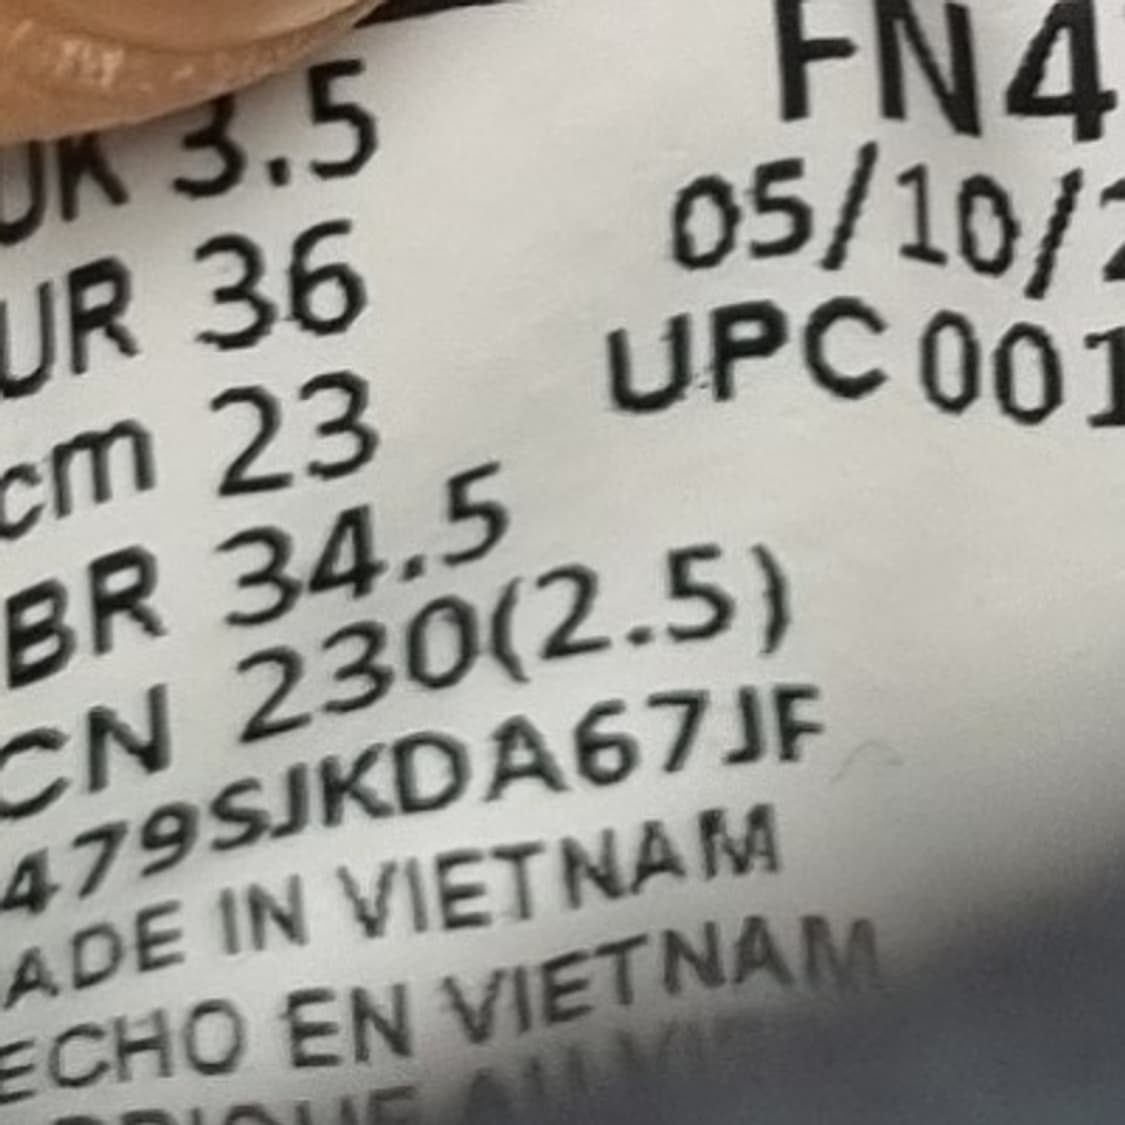 UK 3.5
UR 36
cm 23
BR 34.5
CN 230(2.5)
479SJKDA67JF
ADE IN VIETNAM
ECHO EN VIETNAM
FN4
05/10/2
UPC 001